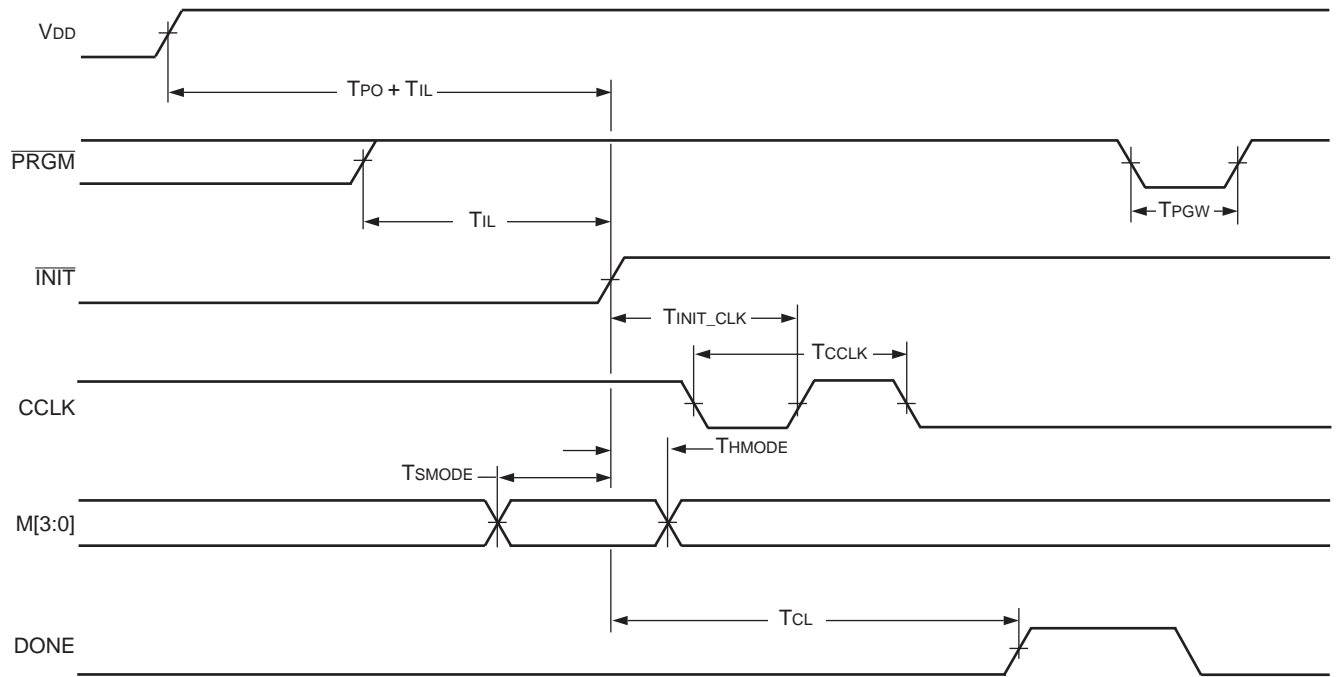 VDD
TPO + TIL
PRGM
TIL
TPGW
INIT
TINIT_CLK
TCCLK
CCLK
THMODE
TSMODE
M[3:0]
TCL
DONE